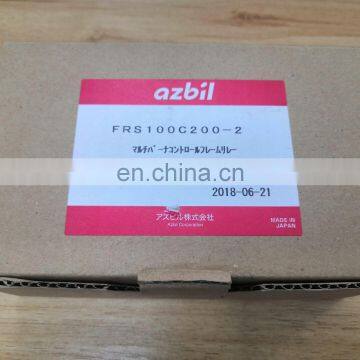 azbil
FRS100C200-2
マルチバーナコントロールフレームリレー
2018-06-21
アズビル株式会社
Azbil Corporation
MADE IN
JAPAN
en.china.cn